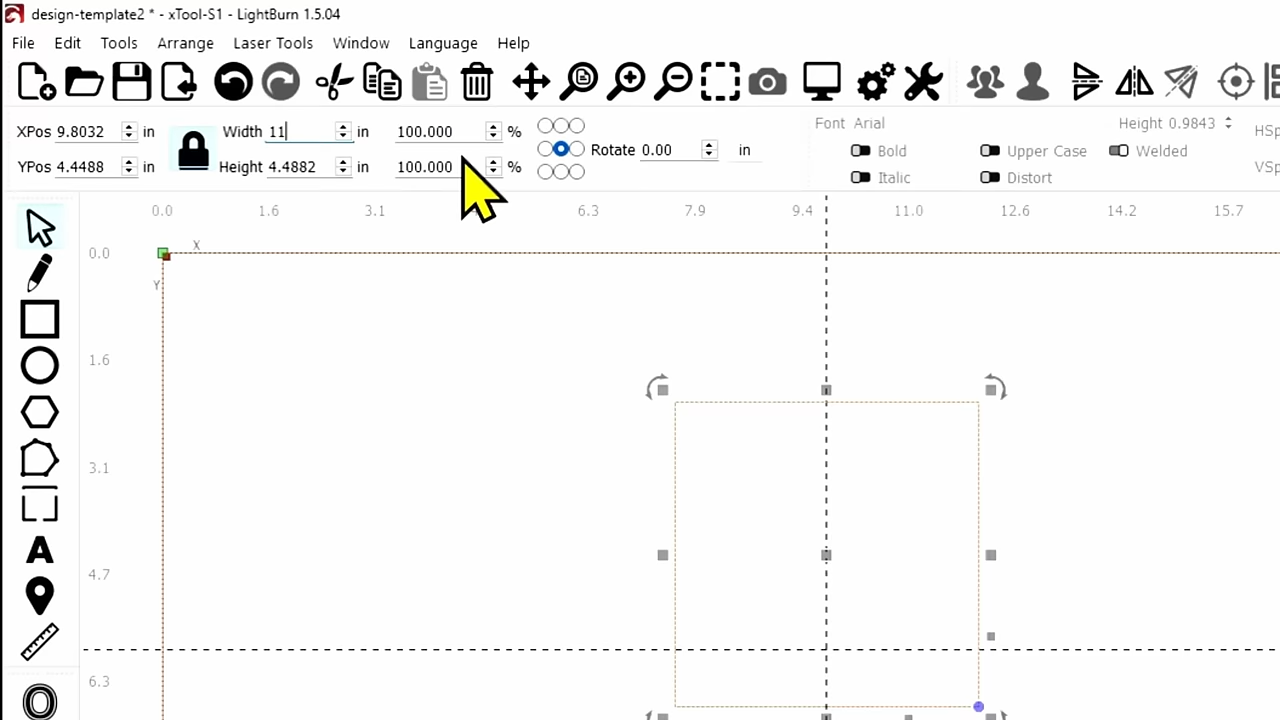 design-template2 * - xTool-S1 - LightBurn 1.5.04
File Edit Tools Arrange Laser Tools Window Language Help
XPos 9.8032 in Width 11 in 100.000 % Font Arial Height 0.9843 HSp
Rotate 0.00 in Bold Upper Case Welded
YPos 4.4488 in Height 4.4882 in 100.000 % Italic Distort VSp
0.0 1.6 3.1 6.3 7.9 9.4 11.0 12.6 14.2 15.7
X
0.0
Y
1.6
3.1
4.7
6.3